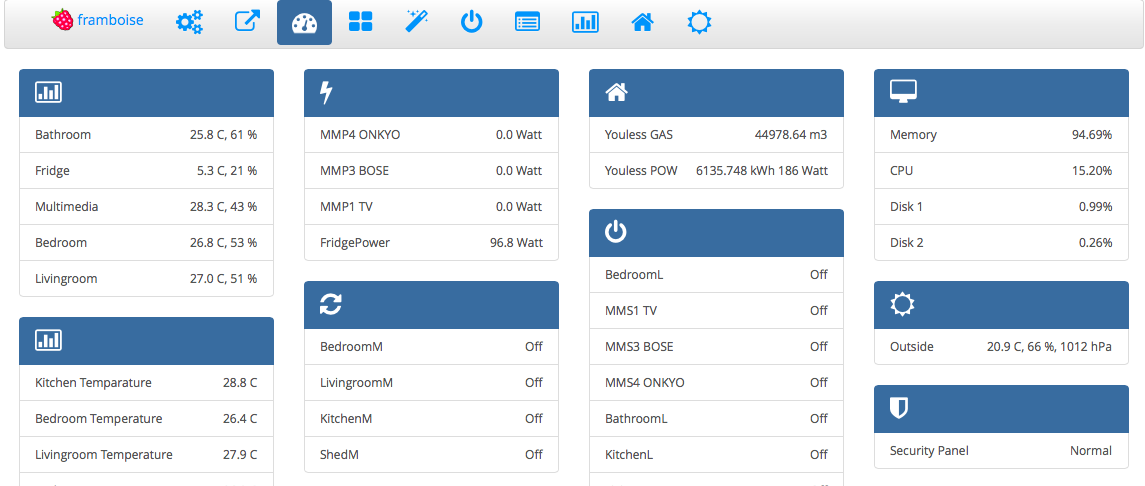 framboise
Bathroom 25.8 C, 61 %
Fridge 5.3 C, 21 %
Multimedia 28.3 C, 43 %
Bedroom 26.8 C, 53 %
Livingroom 27.0 C, 51 %
Kitchen Temparature 28.8 C
Bedroom Temperature 26.4 C
Livingroom Temperature 27.9 C
MMP4 ONKYO 0.0 Watt
MMP3 BOSE 0.0 Watt
MMP1 TV 0.0 Watt
FridgePower 96.8 Watt
BedroomM Off
LivingroomM Off
KitchenM Off
ShedM Off
Youless GAS 44978.64 m3
Youless POW 6135.748 kWh 186 Watt
BedroomL Off
MMS1 TV Off
MMS3 BOSE Off
MMS4 ONKYO Off
BathroomL Off
KitchenL Off
Memory 94.69%
CPU 15.20%
Disk 1 0.99%
Disk 2 0.26%
Outside 20.9 C, 66 %, 1012 hPa
Security Panel Normal